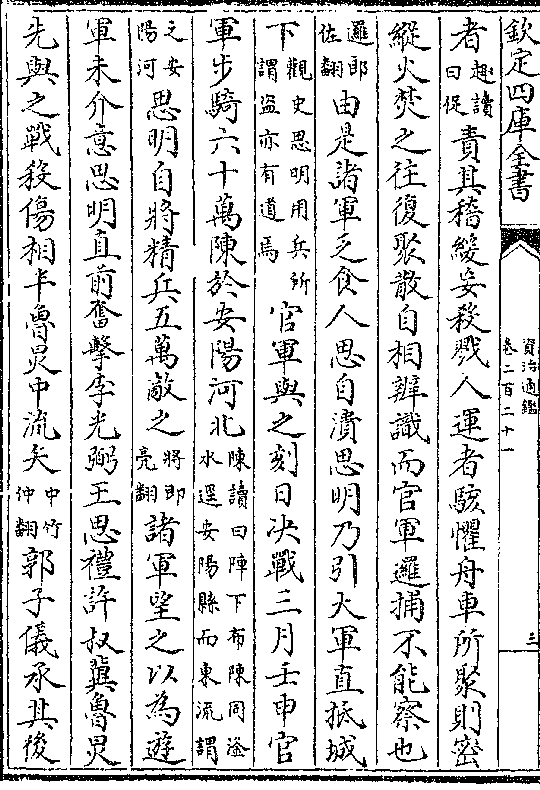 欽定四庫全書
資治通鑑
卷二百二十一
三
者趣讀曰促責其稽緩妄殺戮人運者駭懼舟車所聚則密
縱火焚之往復聚散自相辨識而官軍邏捕不能察也
邏郎佐翻由是諸軍乏食人思自潰思明乃引大軍直抵城
下觀史思明用兵所謂盜亦有道焉官軍與之刻日决戰三月壬申官
軍步騎六十萬陳於安陽河北陳讀曰陣下布陳同滏水逕安陽縣而東流謂
之安陽河思明自將精兵五萬敵之將即亮翻諸軍望之以為遊
軍未介意思明直前奮擊李光弼王思禮許叔冀魯炅
先與之戰殺傷相半魯炅中流矢中竹仲翻郭子儀承其後